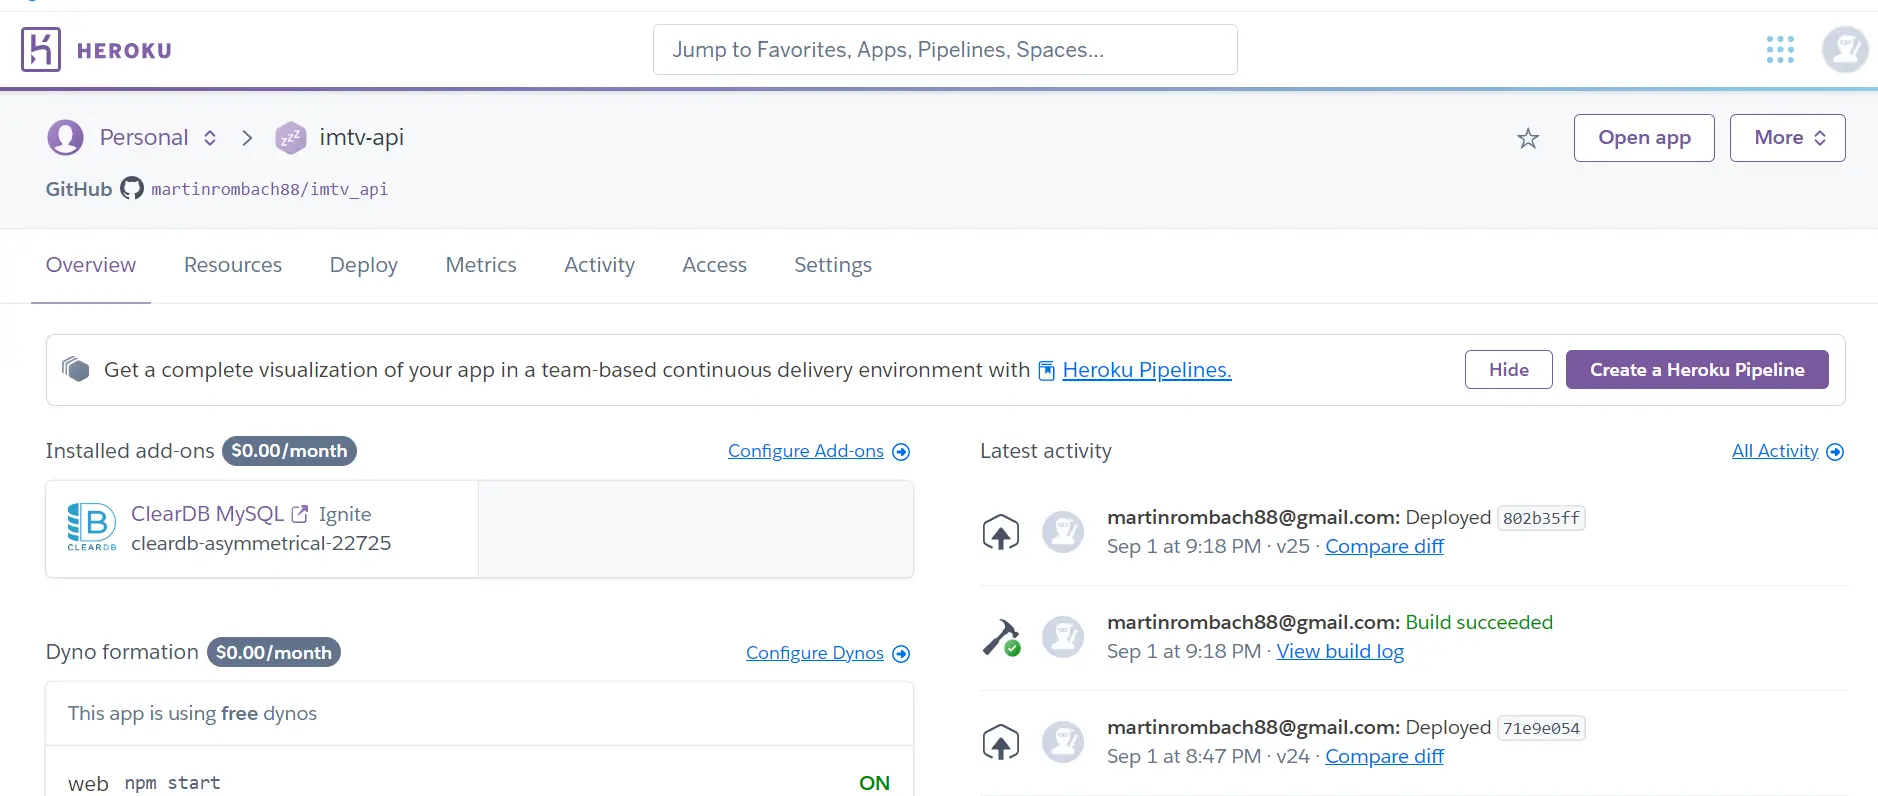 HEROKU
Jump to Favorites, Apps, Pipelines, Spaces...
Personal
zzz
imtv-api
Open app
More
GitHub martinrombach88/imtv_api
Overview
Resources
Deploy
Metrics
Activity
Access
Settings
Get a complete visualization of your app in a team-based continuous delivery environment with Heroku Pipelines.
Hide
Create a Heroku Pipeline
Installed add-ons $0.00/month
Configure Add-ons
B
CLEARDB
ClearDB MySQL Ignite
cleardb-asymmetrical-22725
Dyno formation $0.00/month
Configure Dynos
This app is using free dynos
web npm start
ON
Latest activity
All Activity
martinrombach88@gmail.com: Deployed 802b35ff
Sep 1 at 9:18 PM · v25 · Compare diff
martinrombach88@gmail.com: Build succeeded
Sep 1 at 9:18 PM · View build log
martinrombach88@gmail.com: Deployed 71e9e054
Sep 1 at 8:47 PM · v24 · Compare diff